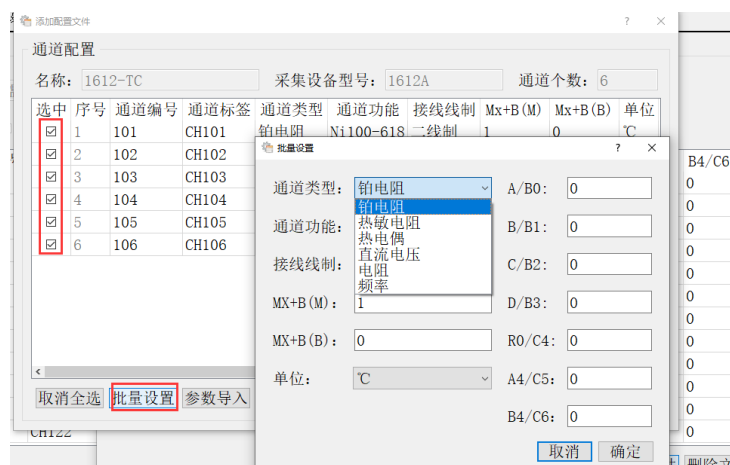 添加配置文件 ? ×
通道配置
名称: 1612-TC 采集设备型号: 1612A 通道个数: 6
选中 序号 通道编号 通道标签 通道类型 通道功能 接线线制 Mx+B(M) Mx+B(B) 单位
1 101 CH101 铂电阻 Ni100-618 二线制 1 0 ℃
2 102 CH102
3 103 CH103
4 104 CH104
5 105 CH105
6 106 CH106
取消全选 批量设置 参数导入
批量设置 ? ×
通道类型: 铂电阻 A/B0: 0
铂电阻
热敏电阻
热电偶
直流电压
电阻
频率
通道功能: B/B1: 0
接线线制: C/B2: 0
MX+B(M): 1 D/B3: 0
MX+B(B): 0 R0/C4: 0
单位: ℃ A4/C5: 0
B4/C6: 0
取消 确定
B4/C6
0
0
0
0
0
0
0
0
0
0
0
0
CH122